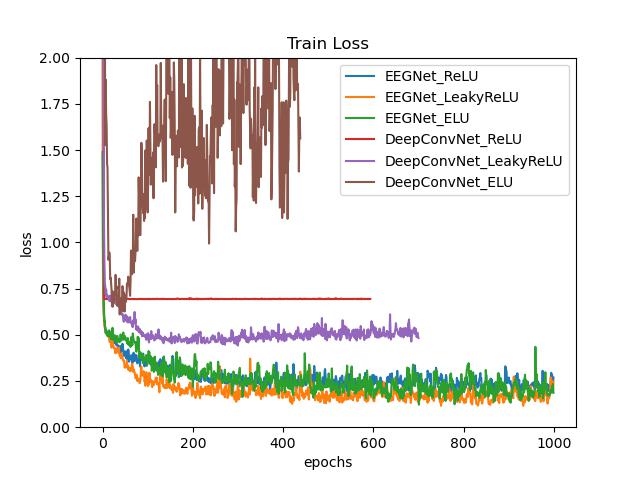 Train Loss
2.00
1.75
1.50
1.25
1.00
0.75
0.50
0.25
0.00
loss
EEGNet_ReLU
EEGNet_LeakyReLU
EEGNet_ELU
DeepConvNet_ReLU
DeepConvNet_LeakyReLU
DeepConvNet_ELU
0 200 400 600 800 1000
epochs